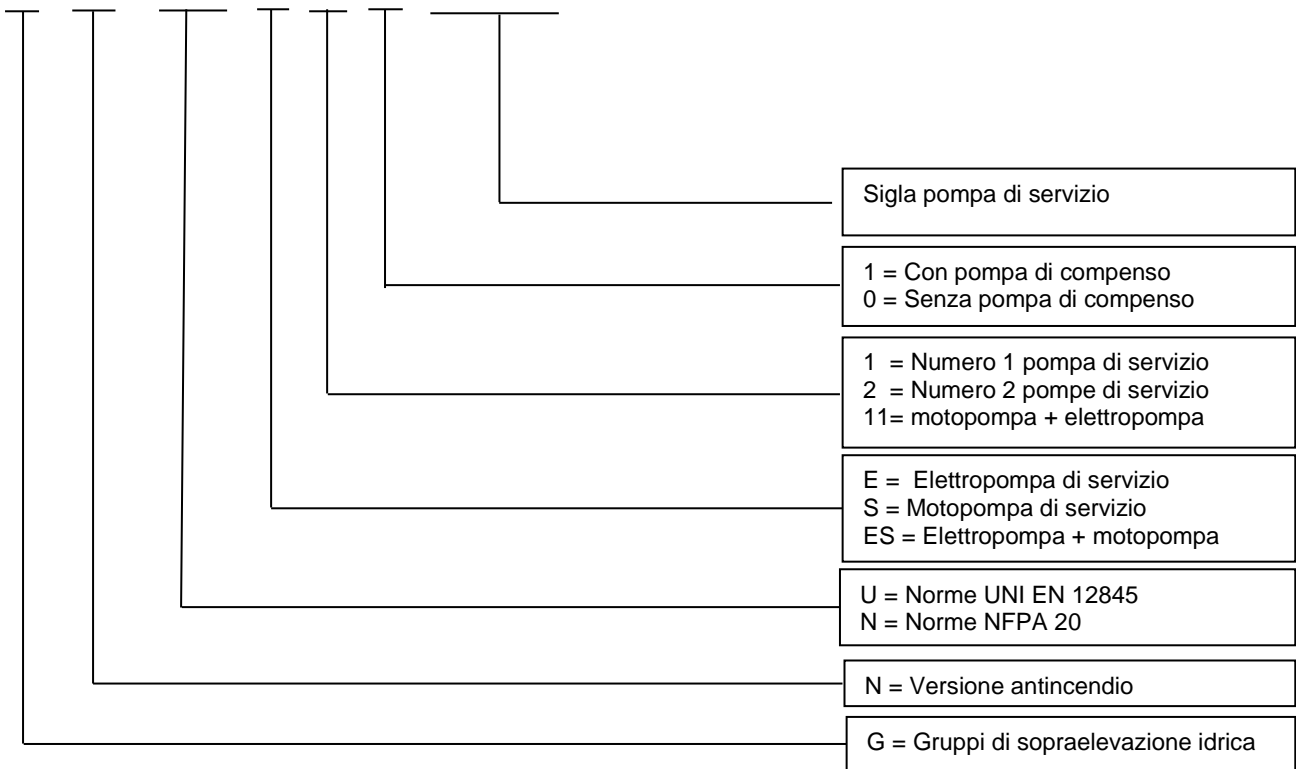 Sigla pompa di servizio
1 = Con pompa di compenso
0 = Senza pompa di compenso
1 = Numero 1 pompa di servizio
2 = Numero 2 pompe di servizio
11= motopompa + elettropompa
E = Elettropompa di servizio
S = Motopompa di servizio
ES = Elettropompa + motopompa
U = Norme UNI EN 12845
N = Norme NFPA 20
N = Versione antincendio
G = Gruppi di sopraelevazione idrica